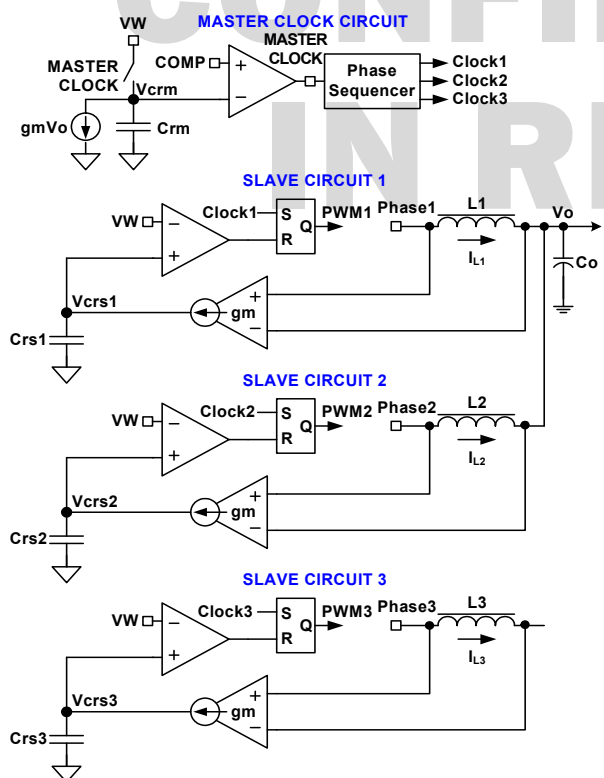 CONFI
IN R
MASTER CLOCK CIRCUIT
VW
MASTER
CLOCK
COMP
+
−
MASTER
CLOCK
Phase
Sequencer
Clock1
Clock2
Clock3
Vcrm
gmVo
Crm
SLAVE CIRCUIT 1
VW
−
+
Clock1
S
R
Q
PWM1
Phase1
L1
Vo
IL1
Co
Vcrs1
gm
+
−
Crs1
SLAVE CIRCUIT 2
VW
−
+
Clock2
S
R
Q
PWM2
Phase2
L2
IL2
Vcrs2
gm
+
−
Crs2
SLAVE CIRCUIT 3
VW
−
+
Clock3
S
R
Q
PWM3
Phase3
L3
IL3
Vcrs3
gm
+
−
Crs3